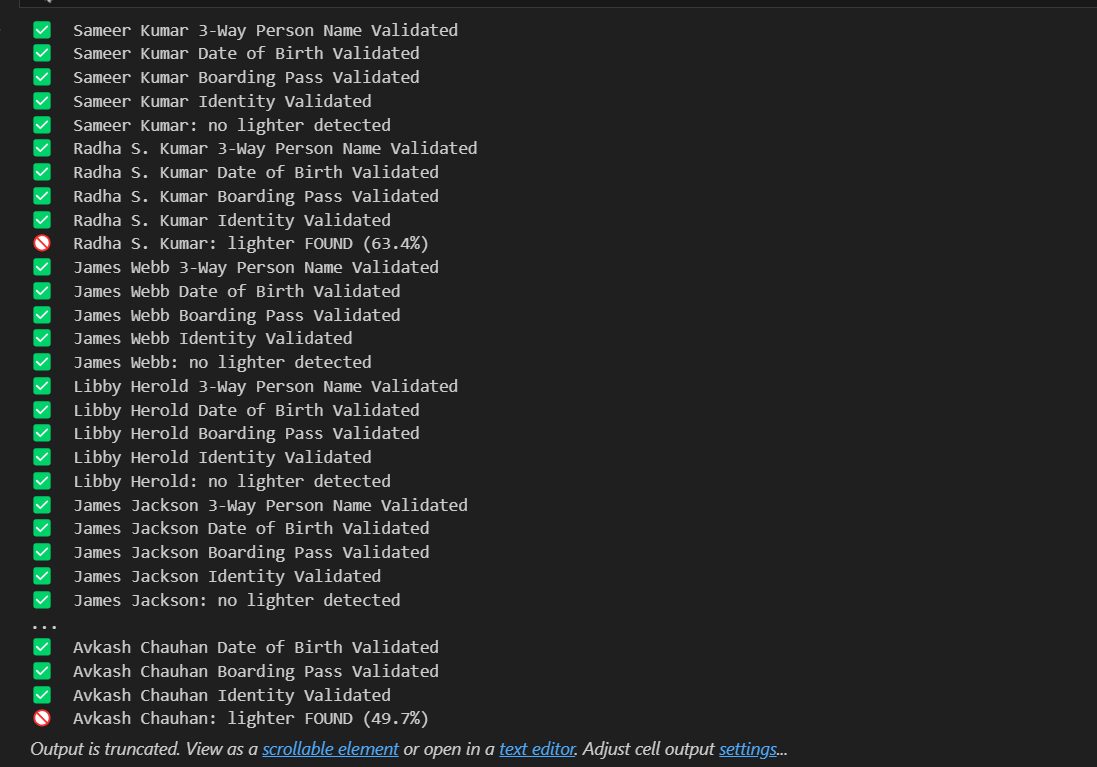 ✅ Sameer Kumar 3-Way Person Name Validated
✅ Sameer Kumar Date of Birth Validated
✅ Sameer Kumar Boarding Pass Validated
✅ Sameer Kumar Identity Validated
✅ Sameer Kumar: no lighter detected
✅ Radha S. Kumar 3-Way Person Name Validated
✅ Radha S. Kumar Date of Birth Validated
✅ Radha S. Kumar Boarding Pass Validated
✅ Radha S. Kumar Identity Validated
🚫 Radha S. Kumar: lighter FOUND (63.4%)
✅ James Webb 3-Way Person Name Validated
✅ James Webb Date of Birth Validated
✅ James Webb Boarding Pass Validated
✅ James Webb Identity Validated
✅ James Webb: no lighter detected
✅ Libby Herold 3-Way Person Name Validated
✅ Libby Herold Date of Birth Validated
✅ Libby Herold Boarding Pass Validated
✅ Libby Herold Identity Validated
✅ Libby Herold: no lighter detected
✅ James Jackson 3-Way Person Name Validated
✅ James Jackson Date of Birth Validated
✅ James Jackson Boarding Pass Validated
✅ James Jackson Identity Validated
✅ James Jackson: no lighter detected
...
✅ Avkash Chauhan Date of Birth Validated
✅ Avkash Chauhan Boarding Pass Validated
✅ Avkash Chauhan Identity Validated
🚫 Avkash Chauhan: lighter FOUND (49.7%)
Output is truncated. View as a scrollable element or open in a text editor. Adjust cell output settings...